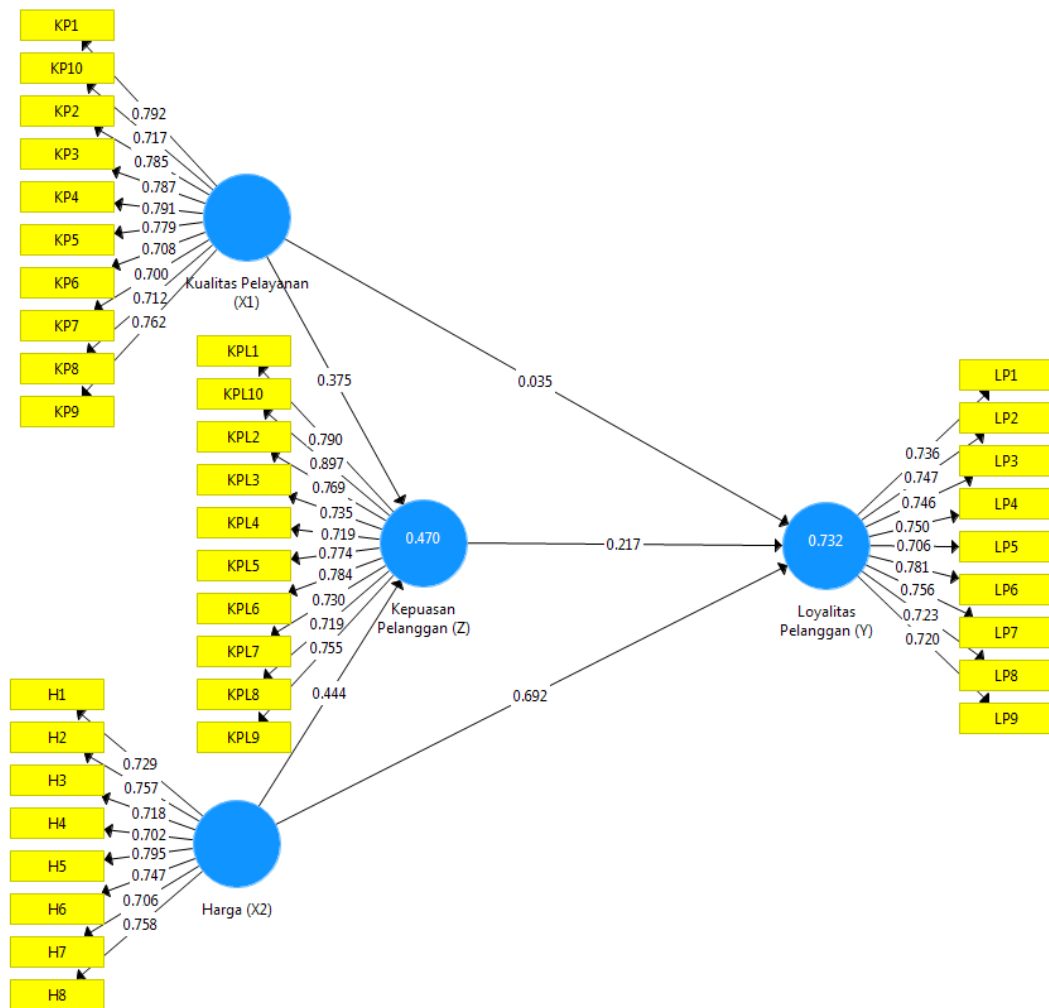 KP1
KP10
KP2
KP3
KP4
KP5
KP6
KP7
KP8
KP9
0.792
0.717
0.785
0.787
0.791
0.779
0.708
0.700
0.712
0.762
Kualitas Pelayanan
(X1)
0.375
0.035
KPL1
KPL10
KPL2
KPL3
KPL4
KPL5
KPL6
KPL7
KPL8
KPL9
0.790
0.897
0.769
0.735
0.719
0.774
0.784
0.730
0.719
0.755
0.470
Kepuasan
Pelanggan (Z)
0.217
0.444
0.692
H1
H2
H3
H4
H5
H6
H7
H8
0.729
0.757
0.718
0.702
0.795
0.747
0.706
0.758
Harga (X2)
0.732
Loyalitas
Pelanggan (Y)
0.736
0.747
0.746
0.750
0.706
0.781
0.756
0.723
0.720
LP1
LP2
LP3
LP4
LP5
LP6
LP7
LP8
LP9